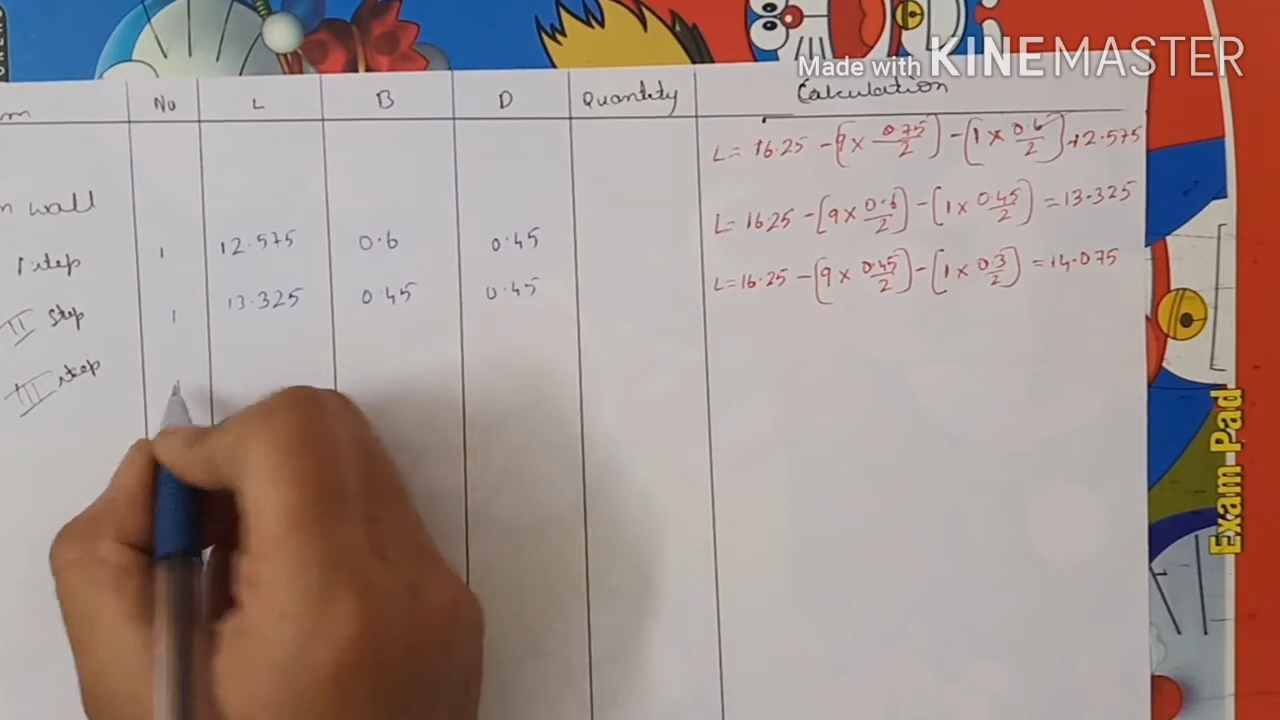 Made with KINEMASTER
No L B D Quantity Calculation
L = 16.25 - [9 × 0.75/2] - [1 × 0.6/2] = 12.575
wall
I step 1 12.575 0.6 0.45
L = 16.25 - [9 × 0.6/2] - [1 × 0.45/2] = 13.325
II step 1 13.325 0.45 0.45
L = 16.25 - [9 × 0.45/2] - [1 × 0.3/2] = 14.075
III step
Exam Pad